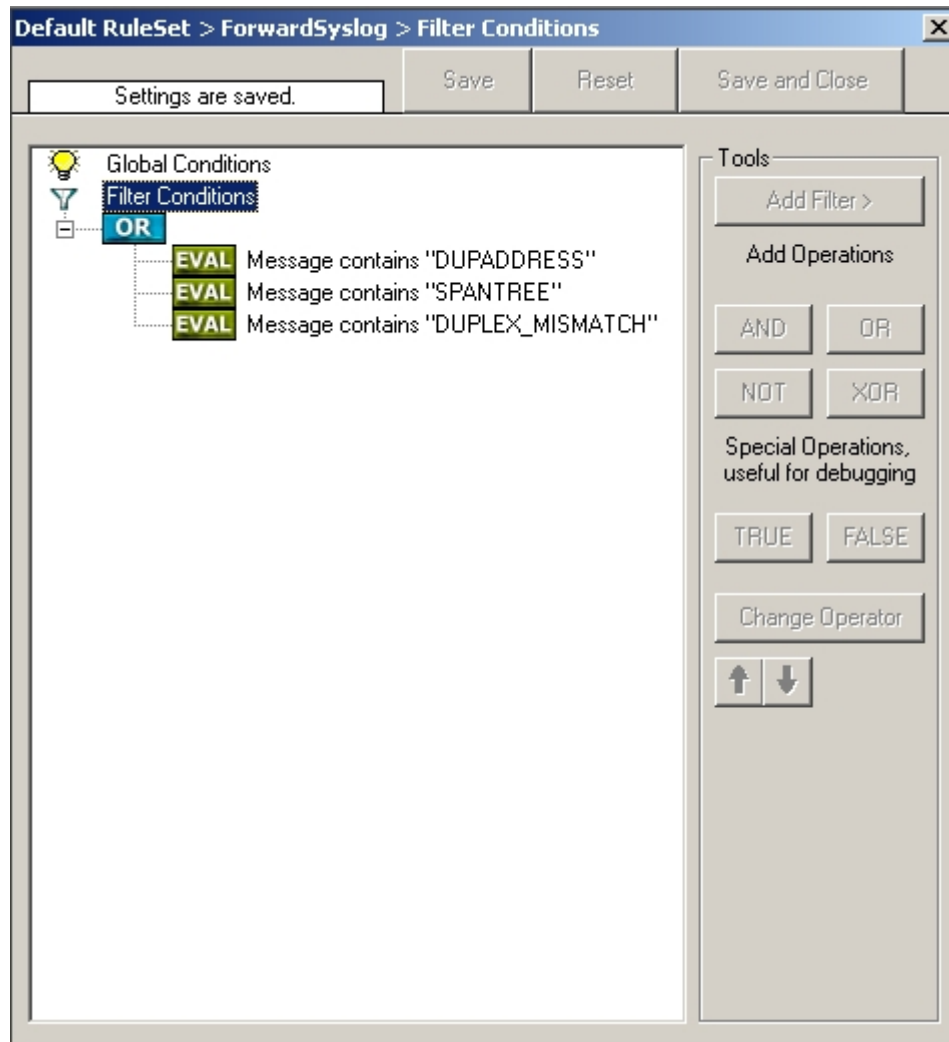 Default RuleSet > ForwardSyslog > Filter Conditions
Settings are saved.
Save
Reset
Save and Close
Global Conditions
Filter Conditions
OR
EVAL Message contains "DUPADDRESS"
EVAL Message contains "SPANTREE"
EVAL Message contains "DUPLEX_MISMATCH"
Tools
Add Filter >
Add Operations
AND
OR
NOT
XOR
Special Operations,
useful for debugging
TRUE
FALSE
Change Operator